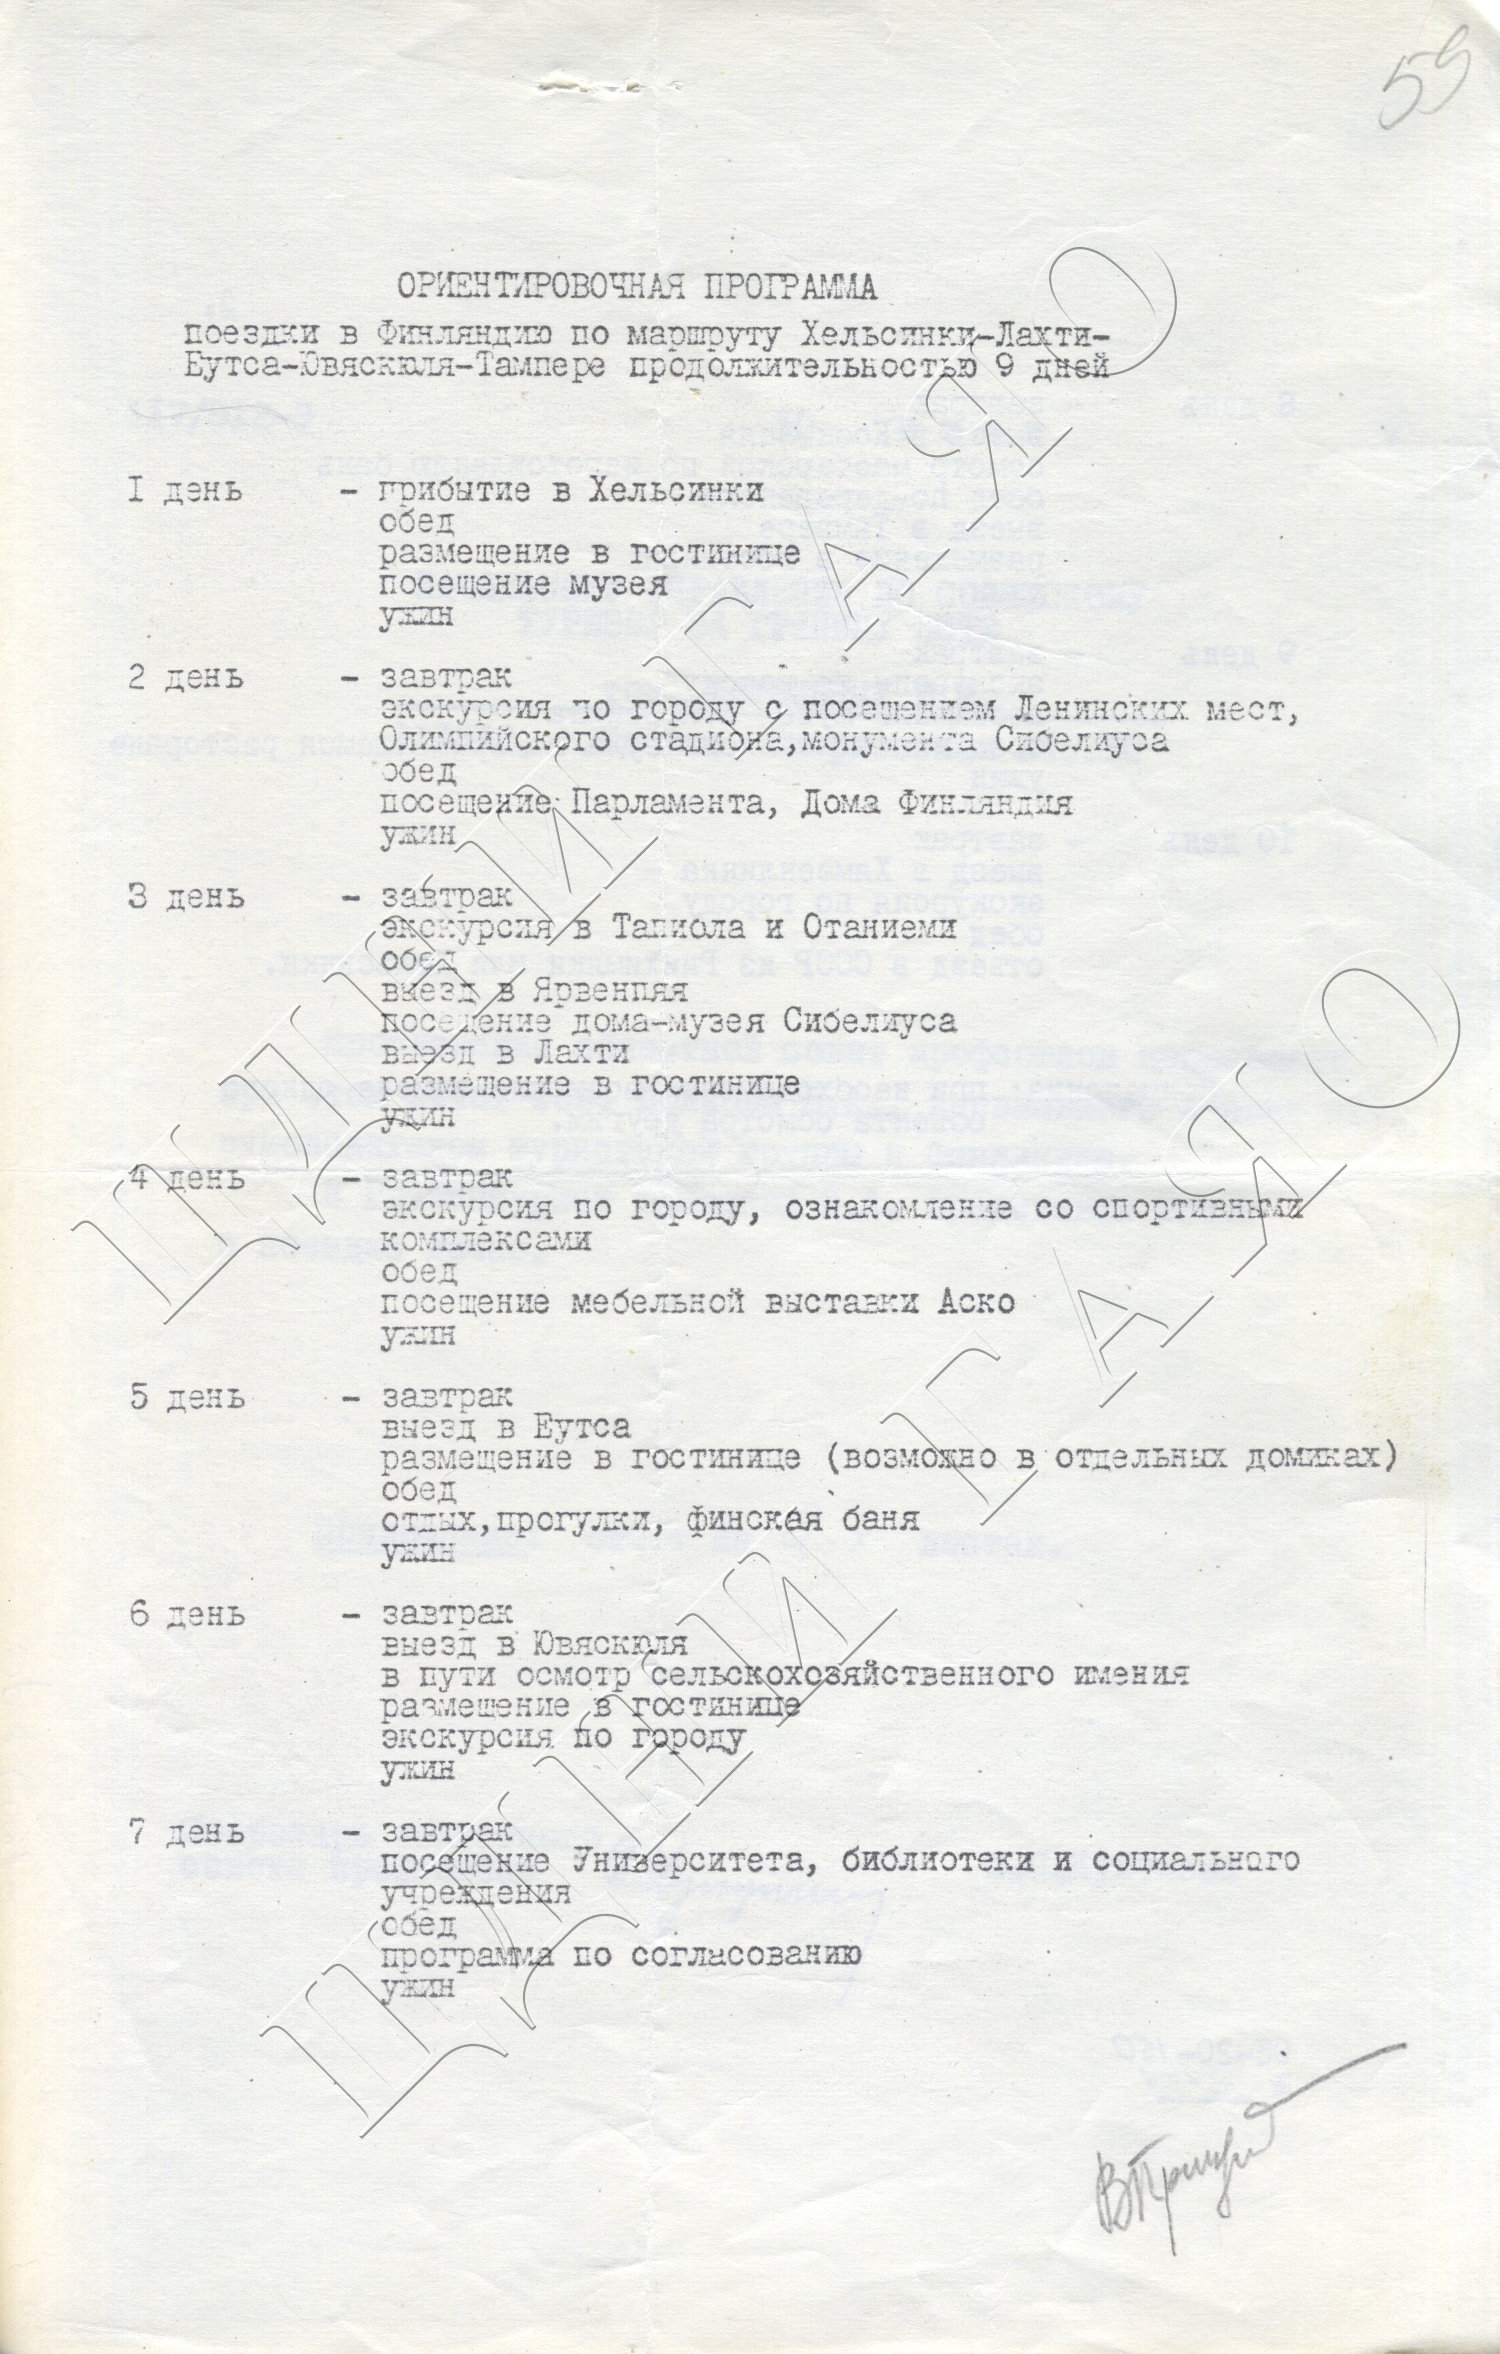 59
ОРИЕНТИРОВОЧНАЯ ПРОГРАММА
поездки в Финляндию по маршруту Хельсинки-Лахти-
Еутса-Ювяскюля-Тампере продолжительностью 9 дней
I день - прибытие в Хельсинки
обед
размещение в гостинице
посещение музея
ужин
2 день - завтрак
экскурсия по городу с посещением Ленинских мест,
Олимпийского стадиона,монумента Сибелиуса
обед
посещение Парламента, Дома Финляндия
ужин
3 день - завтрак
экскурсия в Тапиола и Отаниеми
обед
выезд в Ярвенпяя
посещение дома-музея Сибелиуса
выезд в Лахти
размещение в гостинице
ужин
4 день - завтрак
экскурсия по городу, ознакомление со спортивными
комплексами
обед
посещение мебельной выставки Аско
ужин
5 день - завтрак
выезд в Еутса
размещение в гостинице (возможно в отдельных домиках)
обед
отдых,прогулки, финская баня
ужин
6 день - завтрак
выезд в Ювяскюля
в пути осмотр сельскохозяйственного имения
размещение в гостинице
экскурсия по городу
ужин
7 день - завтрак
посещение Университета, библиотеки и социального
учреждения
обед
программа по согласованию
ужин
ЦДНИ ГАЯО
ЦДНИ ГАЯО